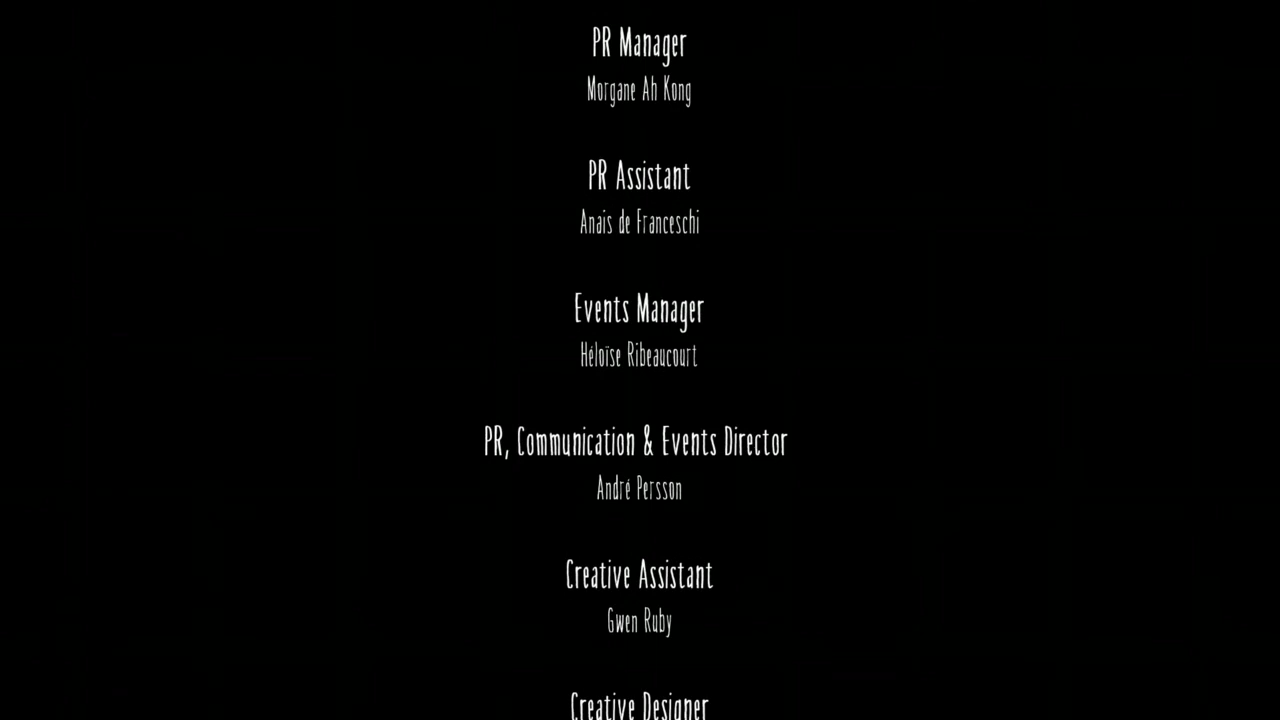 PR Manager
Morgane Ah Kong
PR Assistant
Anais de Franceschi
Events Manager
Héloïse Ribeaucourt
PR, Communication & Events Director
André Persson
Creative Assistant
Gwen Ruby
Creative Designer